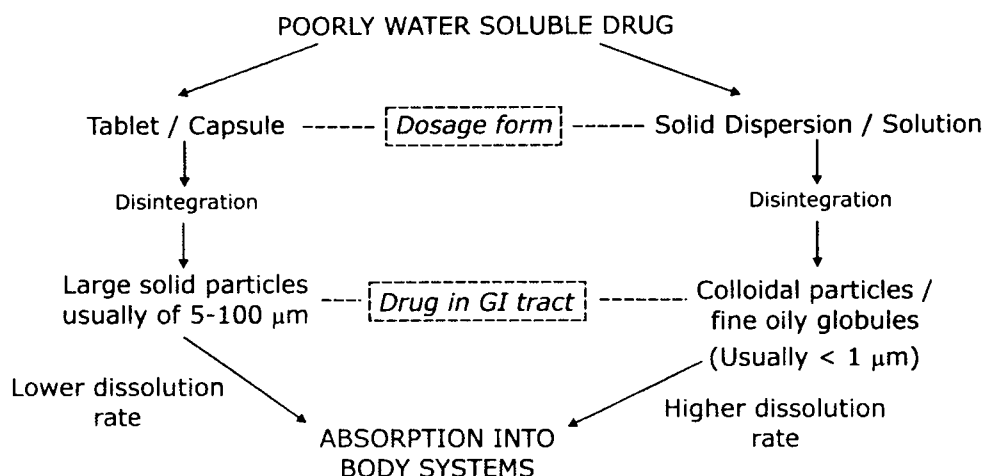 POORLY WATER SOLUBLE DRUG
Tablet / Capsule
Dosage form
Solid Dispersion / Solution
Disintegration
Disintegration
Large solid particles
usually of 5-100 μm
Drug in GI tract
Colloidal particles /
fine oily globules
(Usually < 1 μm)
Lower dissolution
rate
Higher dissolution
rate
ABSORPTION INTO
BODY SYSTEMS